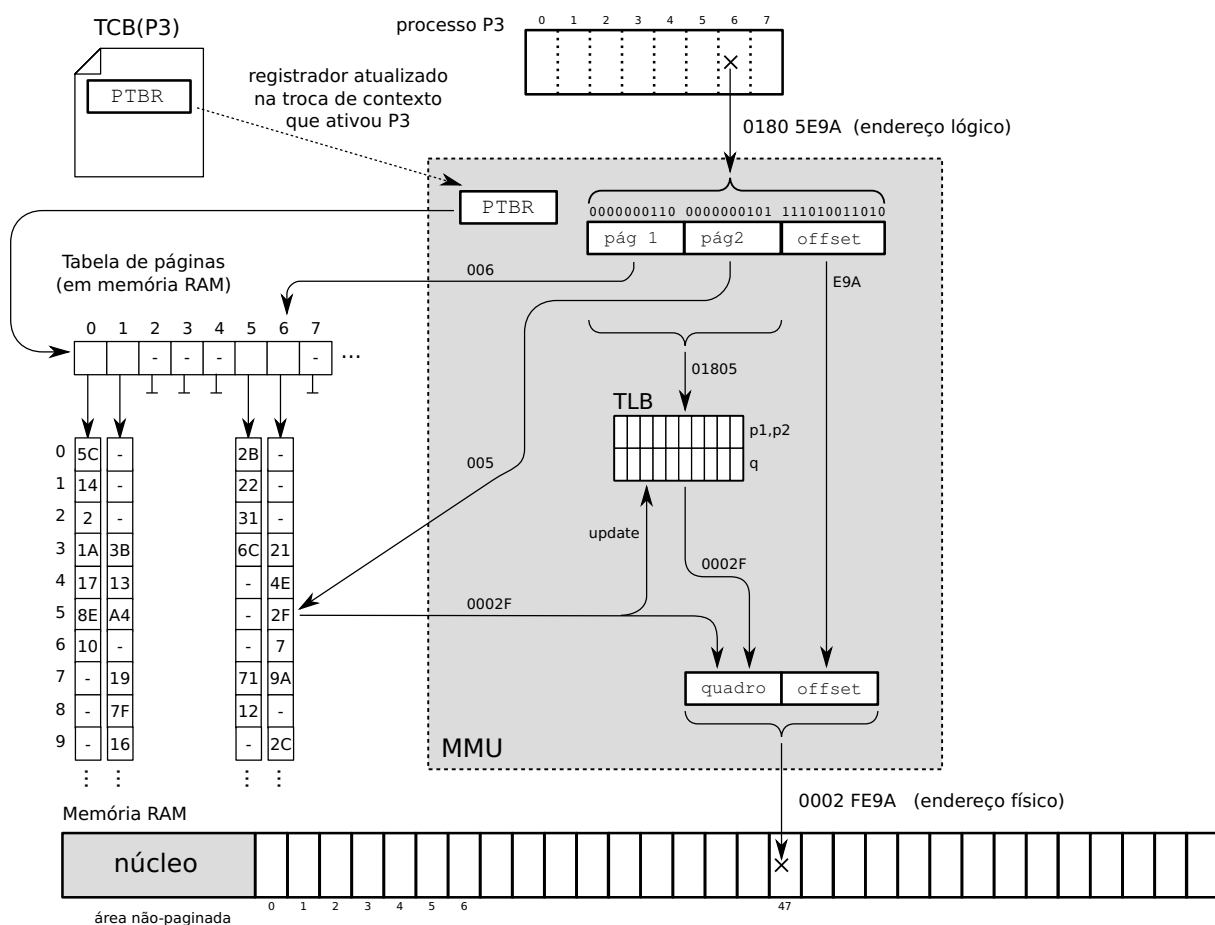 TCB(P3)
PTBR
registrador atualizado
na troca de contexto
que ativou P3
processo P3
0 1 2 3 4 5 6 7
0180 5E9A (endereço lógico)
PTBR
0000000110 0000000101 111010011010
pág 1 pág2 offset
006
E9A
Tabela de páginas
(em memória RAM)
0 1 2 3 4 5 6 7
- - - - ...
01805
TLB
p1,p2
q
005
update
0002F
0002F
0 5C - 2B -
1 14 - 22 -
2 2 - 31 -
3 1A 3B 6C 21
4 17 13 - 4E
5 8E A4 - 2F
6 10 - - 7
7 - 19 71 9A
8 - 7F 12 -
9 - 16 - 2C
⋮ ⋮ ⋮ ⋮
quadro offset
MMU
0002 FE9A (endereço físico)
Memória RAM
núcleo
área não-paginada
0 1 2 3 4 5 6 47